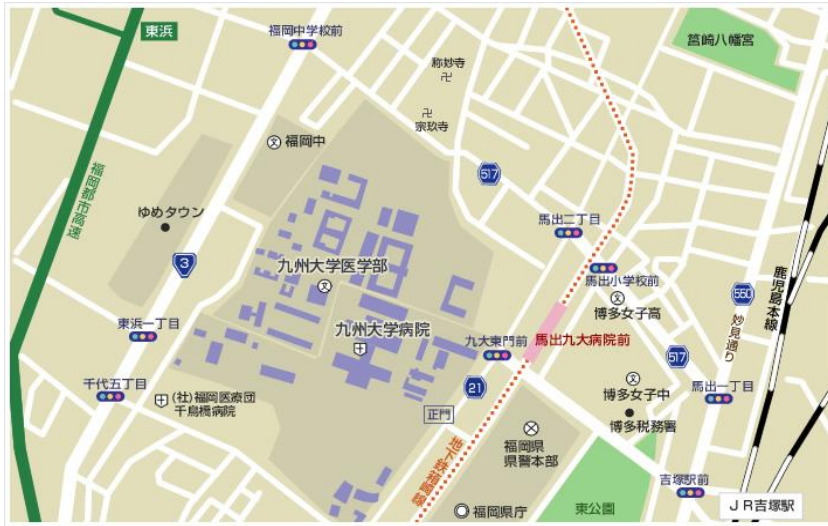 東浜
福岡中学校前
筥崎八幡宮
称妙寺
宗玖寺
福岡中
517
福岡都市高速
ゆめタウン
馬出二丁目
3
九州大学医学部
馬出小学校前
博多女子高
550
鹿児島本線
妙見通り
東浜一丁目
九州大学病院
九大東門前
馬出九大病院前
517
千代五丁目
(社)福岡医療団
千鳥橋病院
21
正門
博多女子中
博多税務署
馬出一丁目
地下鉄箱崎線
福岡県
県警本部
吉塚駅前
福岡県庁
東公園
JR吉塚駅